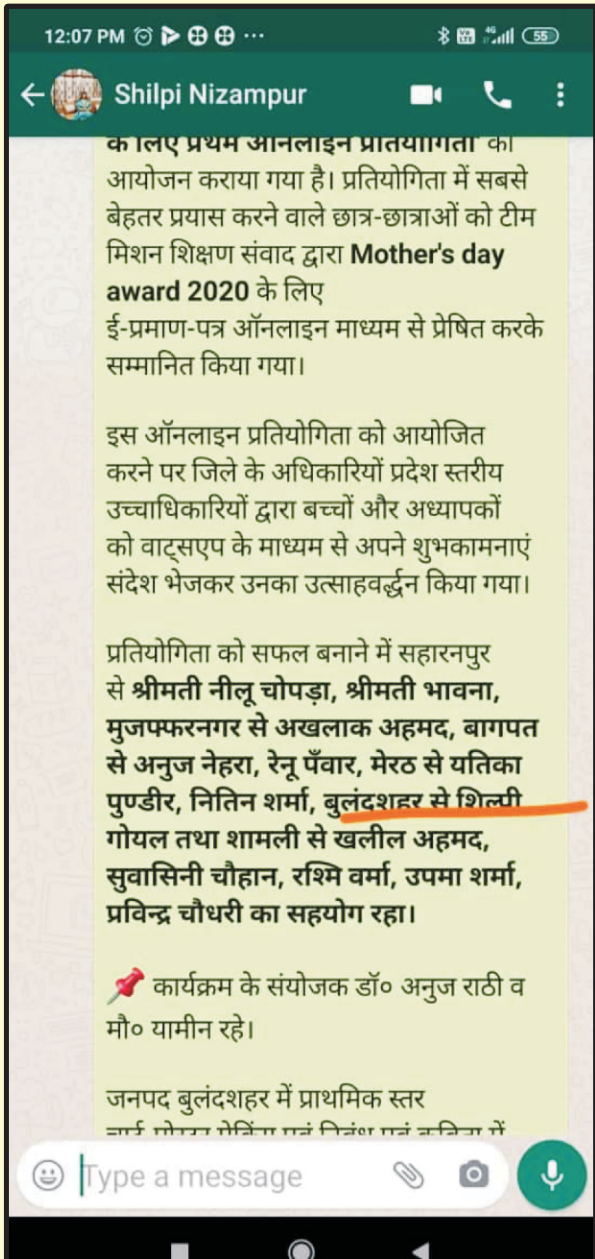 12:07 PM ...
4G 55
Shilpi Nizampur
के लिए प्रथम ऑनलाइन प्रतियोगिता का
आयोजन कराया गया है। प्रतियोगिता में सबसे
बेहतर प्रयास करने वाले छात्र-छात्राओं को टीम
मिशन शिक्षण संवाद द्वारा Mother's day
award 2020 के लिए
ई-प्रमाण-पत्र ऑनलाइन माध्यम से प्रेषित करके
सम्मानित किया गया।
इस ऑनलाइन प्रतियोगिता को आयोजित
करने पर जिले के अधिकारियों प्रदेश स्तरीय
उच्चाधिकारियों द्वारा बच्चों और अध्यापकों
को वाट्सएप के माध्यम से अपने शुभकामनाएं
संदेश भेजकर उनका उत्साहवर्द्धन किया गया।
प्रतियोगिता को सफल बनाने में सहारनपुर
से श्रीमती नीलू चोपड़ा, श्रीमती भावना,
मुजफ्फरनगर से अखलाक अहमद, बागपत
से अनुज नेहरा, रेनू पँवार, मेरठ से यतिका
पुण्डीर, नितिन शर्मा, बुलंदशहर से शिल्पी
गोयल तथा शामली से खलील अहमद,
सुवासिनी चौहान, रश्मि वर्मा, उपमा शर्मा,
प्रविन्द्र चौधरी का सहयोग रहा।
कार्यक्रम के संयोजक डॉ० अनुज राठी व
मौ० यामीन रहे।
जनपद बुलंदशहर में प्राथमिक स्तर
Type a message